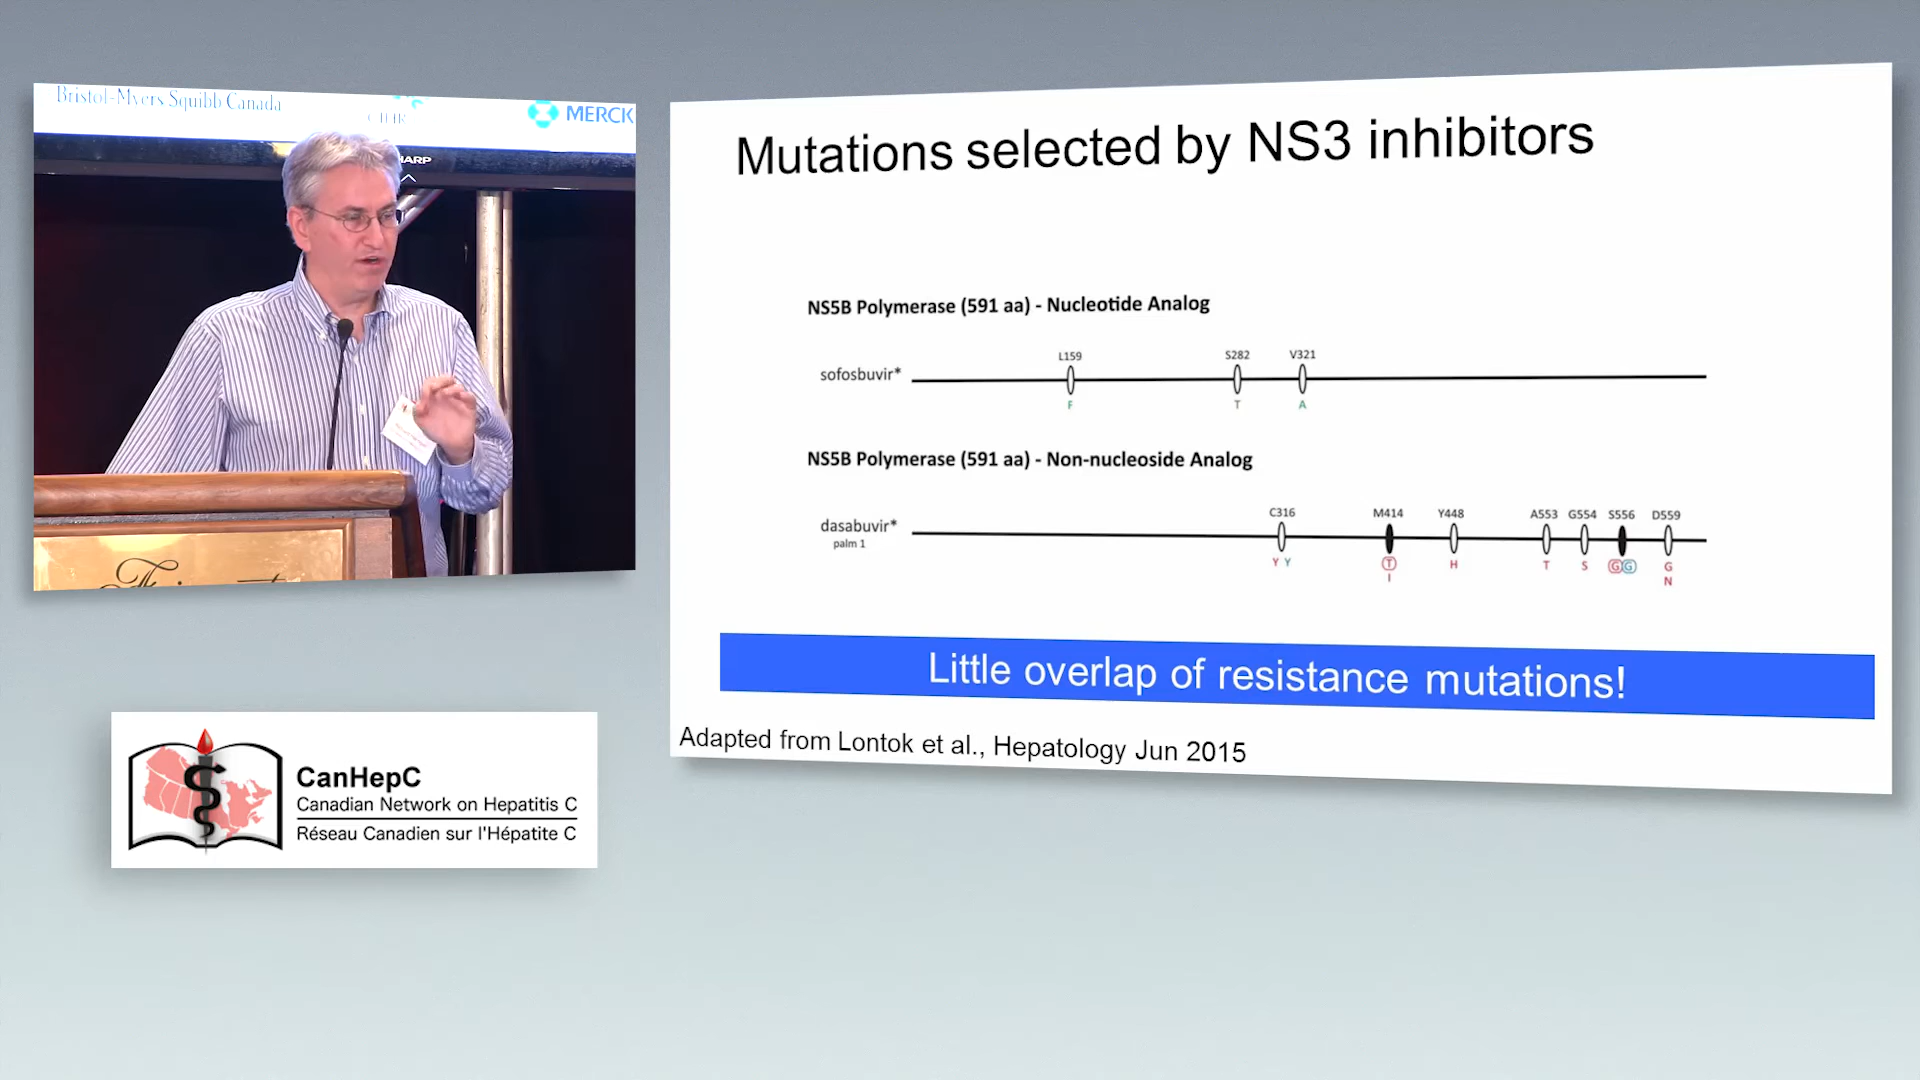 Bristol-Myers Squibb Canada
CIHR
MERCK
SHARP
Mutations selected by NS3 inhibitors
NS5B Polymerase (591 aa) - Nucleotide Analog
L159 S282 V321
sofosbuvir*
F T A
NS5B Polymerase (591 aa) - Non-nucleoside Analog
C316 M414 Y448 A553 G554 S556 D559
dasabuvir*
palm 1
Y Y T H T S G G G
I N
Little overlap of resistance mutations!
Adapted from Lontok et al., Hepatology Jun 2015
CanHepC
Canadian Network on Hepatitis C
Réseau Canadien sur l'Hépatite C